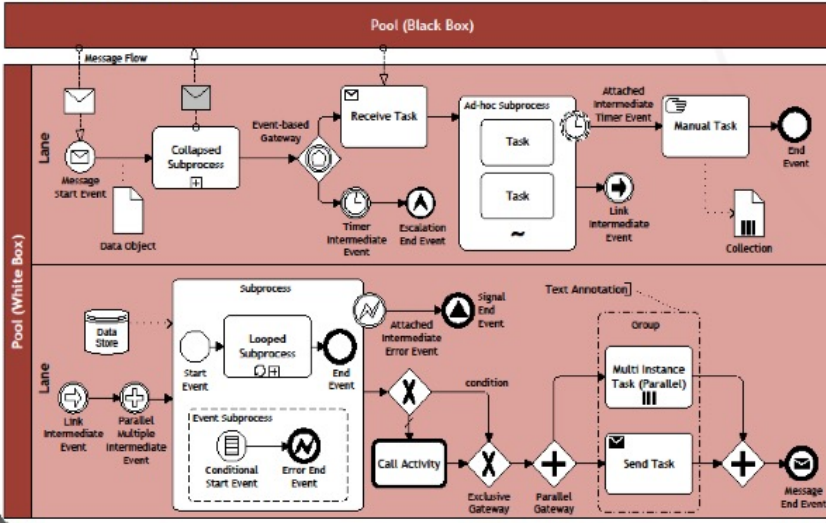 Pool (Black Box)
Message Flow
Pool (White Box)
Lane
Message
Start Event
Data Object
Collapsed
Subprocess
Event-based
Gateway
Receive Task
Timer
Intermediate
Event
Escalation
End Event
Ad-hoc Subprocess
Task
Task
Attached
Intermediate
Timer Event
Link
Intermediate
Event
Manual Task
End
Event
Collection
Lane
Data
Store
Link
Intermediate
Event
Parallel
Multiple
Intermediate
Event
Subprocess
Start
Event
Looped
Subprocess
End
Event
Event Subprocess
Conditional
Start Event
Error End
Event
Attached
Intermediate
Error Event
Signal
End
Event
condition
Call Activity
Exclusive
Gateway
Parallel
Gateway
Text Annotation
Group
Multi Instance
Task (Parallel)
Send Task
Message
End Event